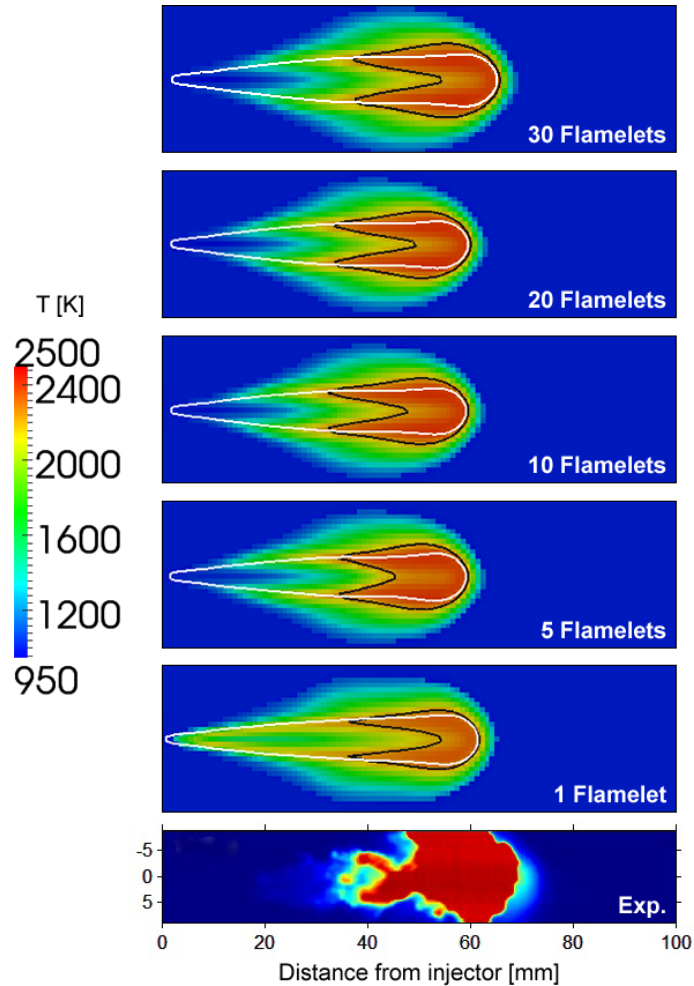 30 Flamelets
20 Flamelets
T [K]
2500
2400
2000
1600
1200
950
10 Flamelets
5 Flamelets
1 Flamelet
-5
0
5
Exp.
0 20 40 60 80 100
Distance from injector [mm]